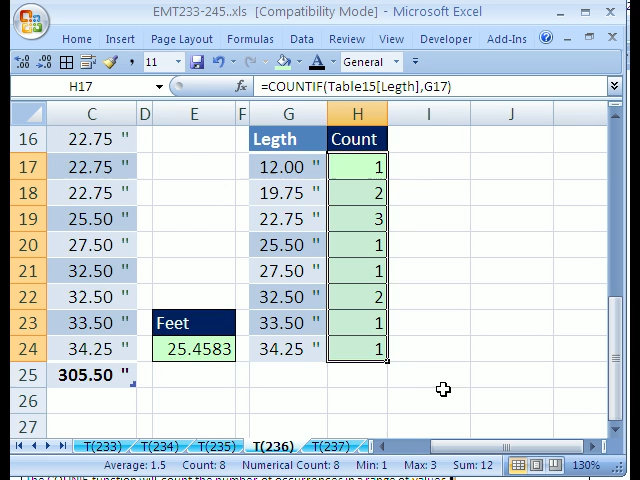 EMT233-245..xls [Compatibility Mode] - Microsoft Excel
Home Insert Page Layout Formulas Data Review View Developer Add-Ins
11 A General
H17 fx =COUNTIF(Table15[Legth],G17)
C D E F G H I J
16 22.75 " Legth Count
17 22.75 " 12.00 " 1
18 22.75 " 19.75 " 2
19 25.50 " 22.75 " 3
20 27.50 " 25.50 " 1
21 32.50 " 27.50 " 1
22 32.50 " 32.50 " 2
23 33.50 " Feet 33.50 " 1
24 34.25 " 25.4583 34.25 " 1
25 305.50 "
26
27
T(233) T(234) T(235) T(236) T(237)
Average: 1.5 Count: 8 Numerical Count: 8 Min: 1 Max: 3 Sum: 12 130%
The COUNIF function will count the number of occurrences in a range of values